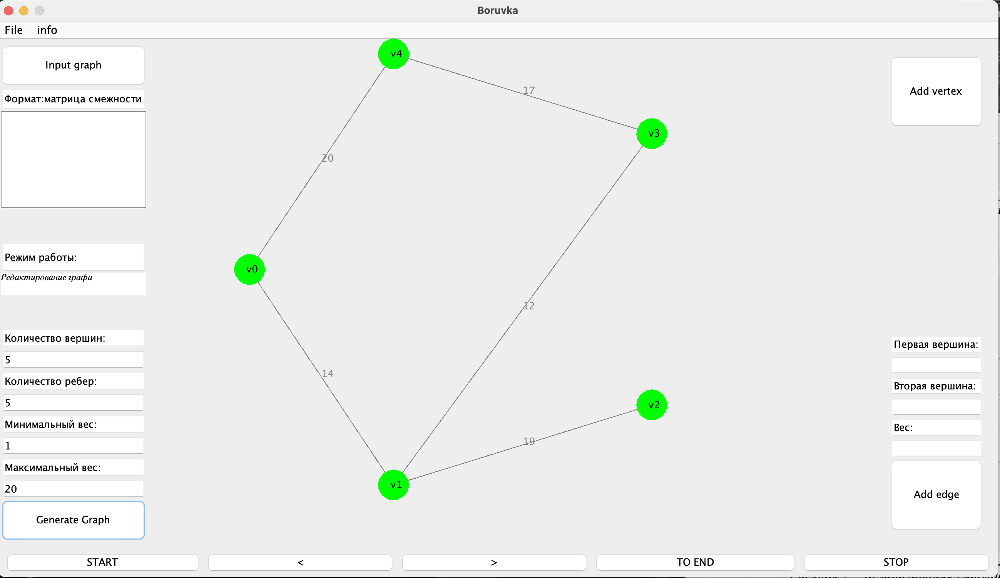 Boruvka
File info
Input graph
Формат:матрица смежности
Режим работы:
Редактирование графа
Количество вершин:
5
Количество ребер:
5
Минимальный вес:
1
Максимальный вес:
20
Generate Graph
v4
17
v3
20
v0
12
14
v2
19
v1
Add vertex
Первая вершина:
Вторая вершина:
Вес:
Add edge
START < > TO END STOP